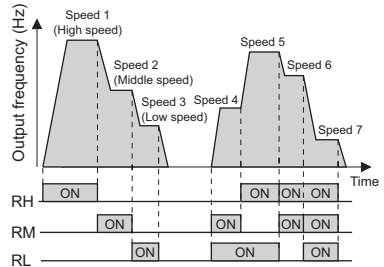 Output frequency (Hz)
Speed 1
(High speed)
Speed 2
(Middle speed)
Speed 3
(Low speed)
Speed 4
Speed 5
Speed 6
Speed 7
Time
RH ON ON ON ON
RM ON ON ON ON
RL ON ON ON